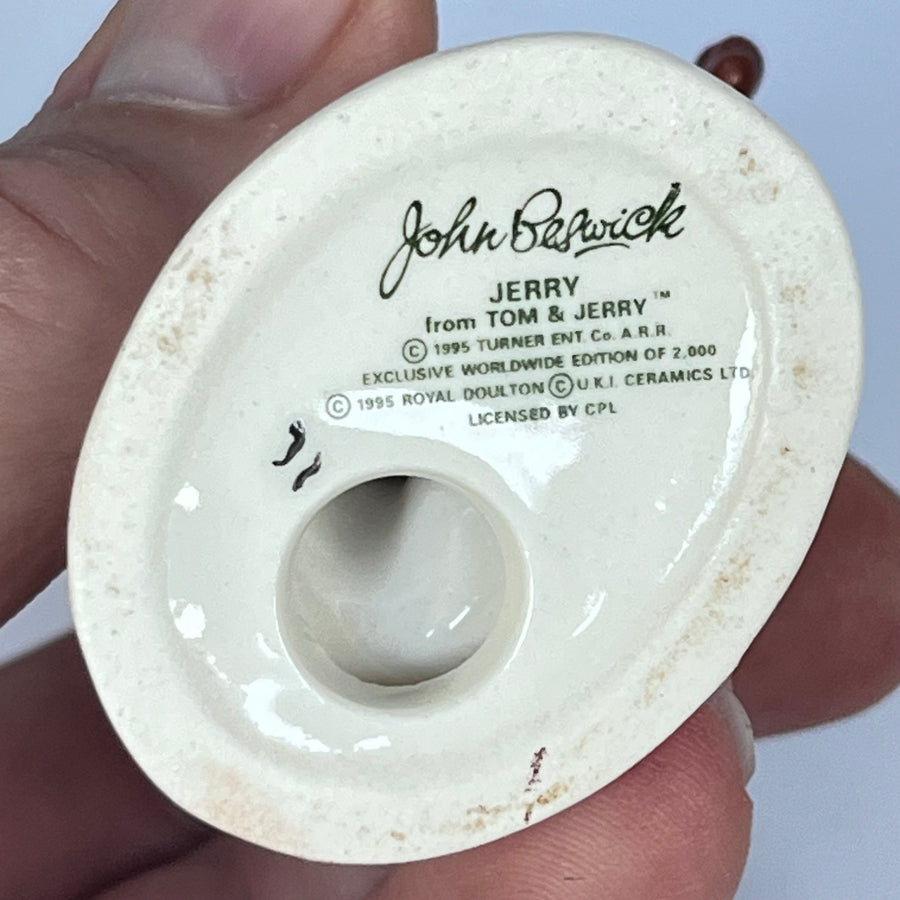 John Beswick
JERRY
from TOM & JERRY™
© 1995 TURNER ENT. Co. A.R.R.
EXCLUSIVE WORLDWIDE EDITION OF 2,000
© 1995 ROYAL DOULTON © U.K.I. CERAMICS LTD.
LICENSED BY CPL